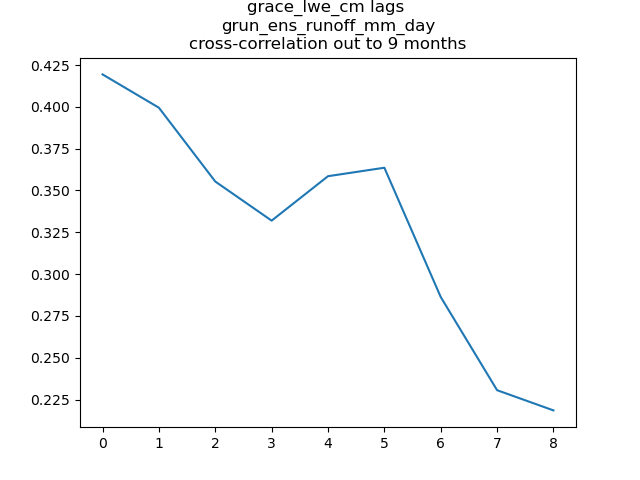 grace_lwe_cm lags
grun_ens_runoff_mm_day
cross-correlation out to 9 months
0.425
0.400
0.375
0.350
0.325
0.300
0.275
0.250
0.225
0 1 2 3 4 5 6 7 8